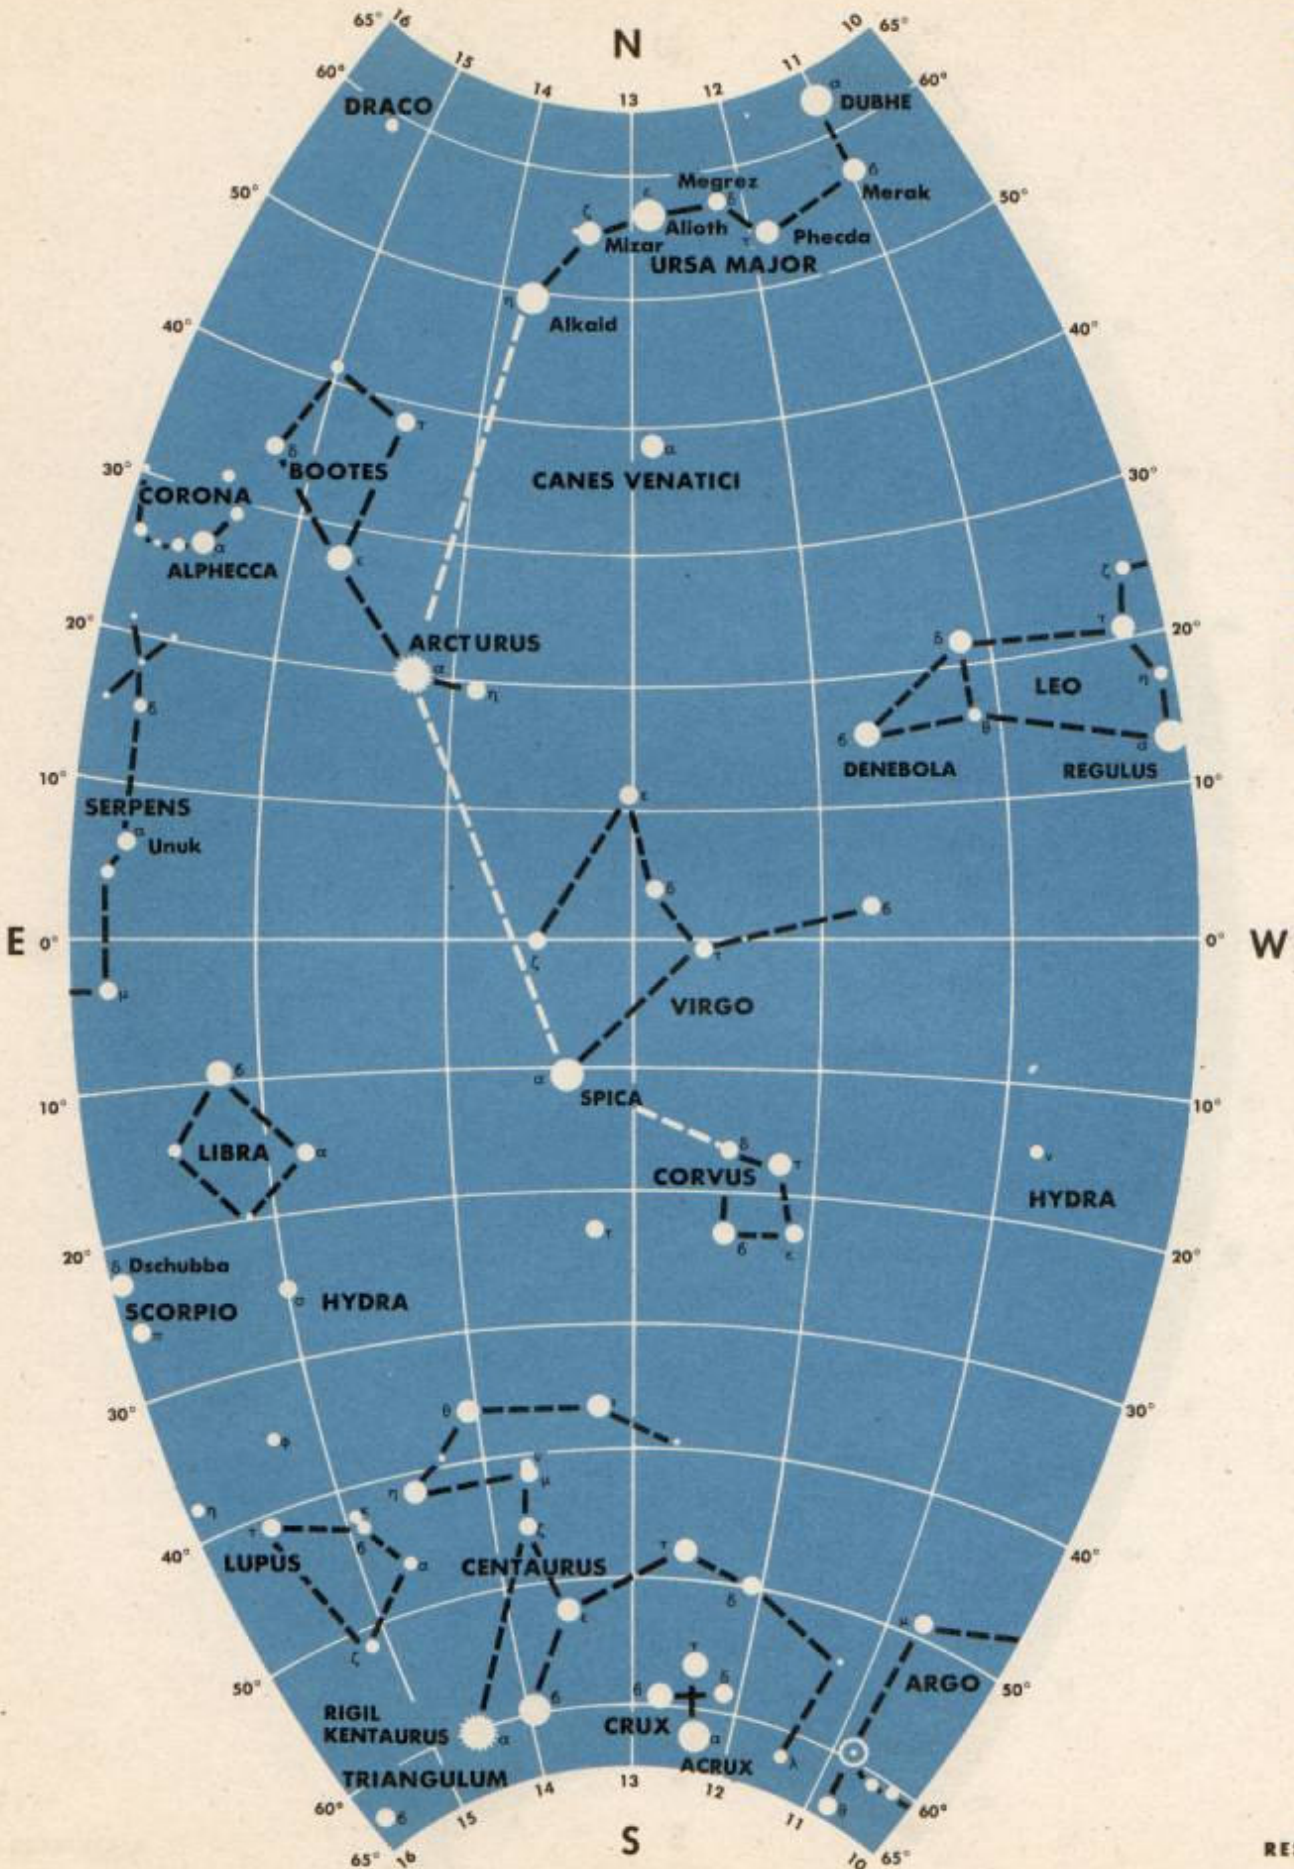 65° 16 N 10 65°
15 14 13 12 11
60° 60°
DRACO α DUBHE
50° ε Megrez δ б Merak 50°
ζ Mizar Alioth τ Phecda
URSA MAJOR
η Alkaid
40° 40°
τ
δ BOOTES α
30° CANES VENATICI 30°
CORONA
α ε
ALPHECCA ζ
20° ARCTURUS δ τ 20°
α η LEO η
δ б θ α
DENEBOLA REGULUS
10° ε 10°
SERPENS
α Unuk
δ б
E 0° ζ τ 0° W
μ VIRGO
б α SPICA
10° 10°
δ
LIBRA α CORVUS τ ν
HYDRA
20° τ б ε 20°
δ Dschubba
SCORPIO σ HYDRA
π
30° θ ι 30°
φ ν
η μ
η
τ ε б ζ τ
40° LUPUS α CENTAURUS δ 40°
ε μ
ζ τ
50° б δ ARGO 50°
RIGIL б CRUX
KENTAURUS α α
ACRUX λ
TRIANGULUM
60° б 14 13 12 θ 60°
15 11
65° 16 S 10 65°
RES